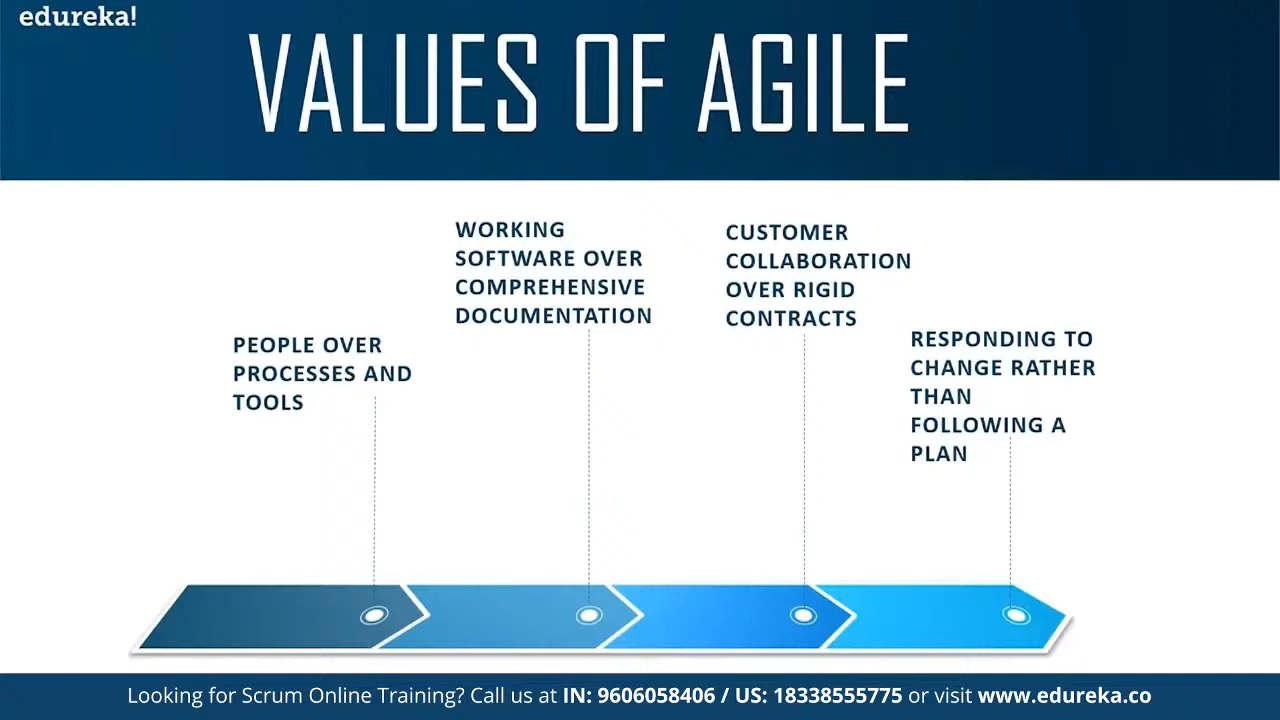 edureka!
VALUES OF AGILE
PEOPLE OVER
PROCESSES AND
TOOLS
WORKING
SOFTWARE OVER
COMPREHENSIVE
DOCUMENTATION
CUSTOMER
COLLABORATION
OVER RIGID
CONTRACTS
RESPONDING TO
CHANGE RATHER
THAN
FOLLOWING A
PLAN
Looking for Scrum Online Training? Call us at IN: 9606058406 / US: 18338555775 or visit www.edureka.co